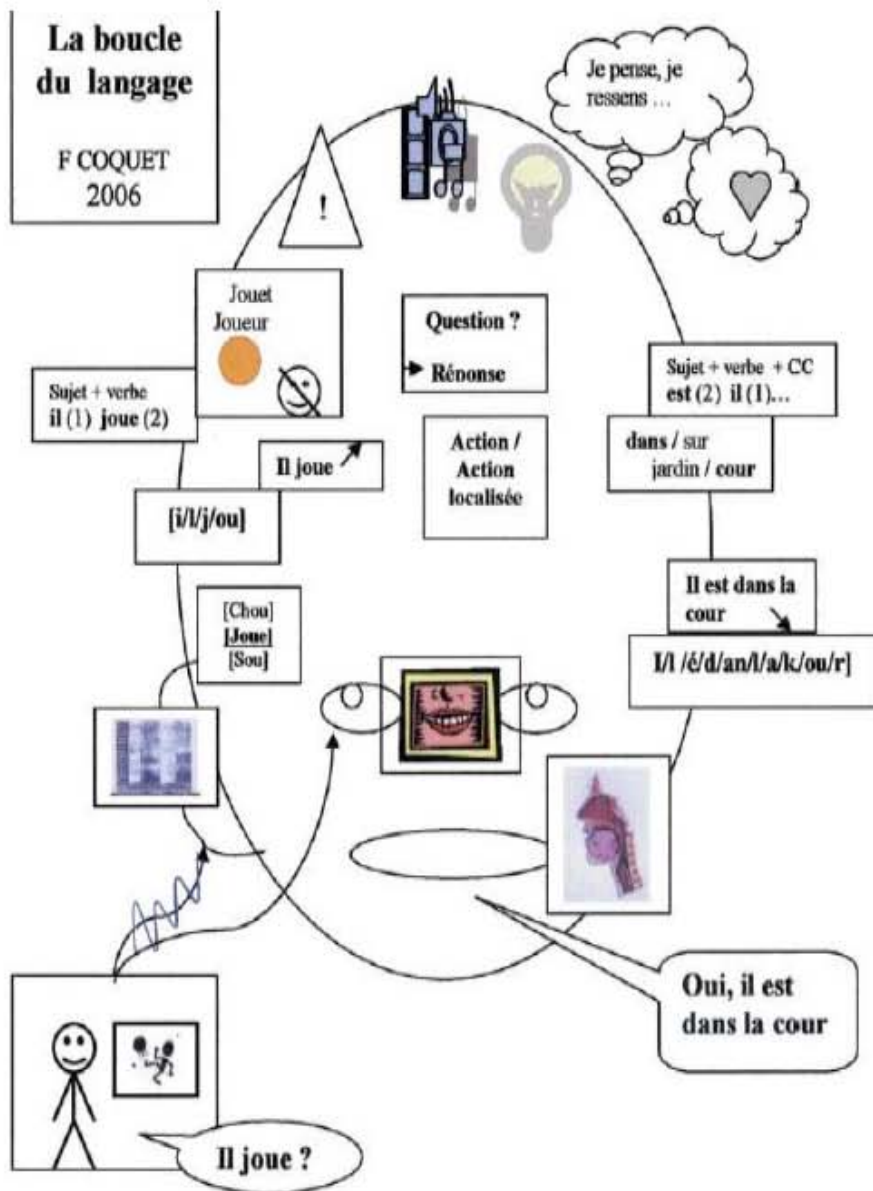 La boucle
du langage
F COQUET
2006
Je pense, je
ressens ...
!
Jouet
Joueur
Question ?
Réponse
Sujet + verbe
il (1) joue (2)
Sujet + verbe + CC
est (2) il (1)...
Il joue
Action /
Action
localisée
dans / sur
jardin / cour
[i/l/j/ou]
Il est dans la
cour
[Chou]
[Joue]
[Sou]
I/l /é/d/an/l/a/k/ou/r]
Oui, il est
dans la cour
Il joue ?